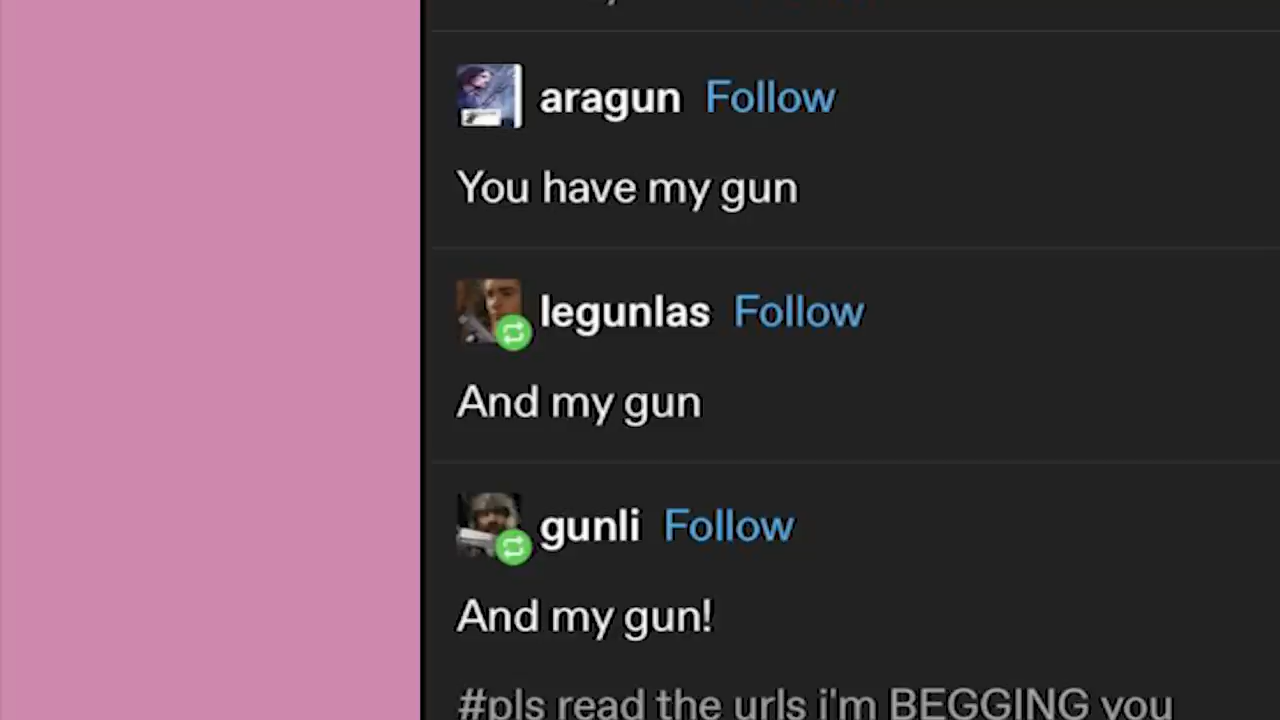 aragun Follow
You have my gun
legunlas Follow
And my gun
gunli Follow
And my gun!
#pls read the urls i'm BEGGING you